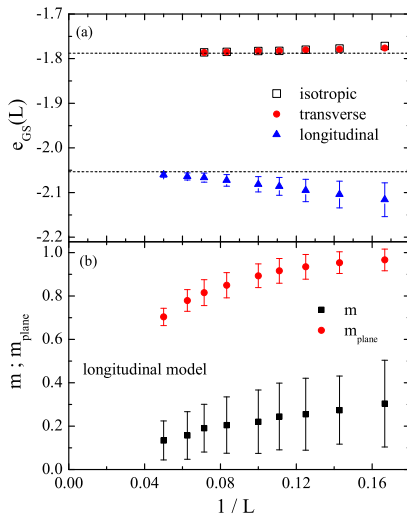 (a)
-1.7
-1.8
-1.9
-2.0
-2.1
-2.2
e_GS(L)
isotropic
transverse
longitudinal
(b)
1.0
0.8
0.6
0.4
0.2
0.0
m ; m_plane
m
m_plane
longitudinal model
0.00 0.04 0.08 0.12 0.16
1 / L